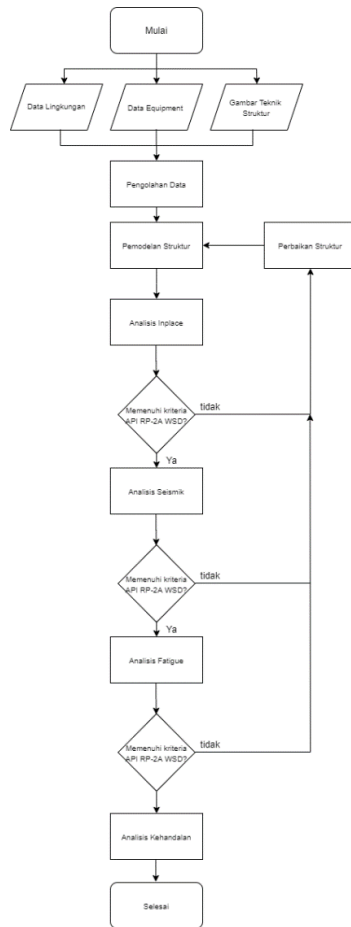 Mulai
Data Lingkungan
Data Equipment
Gambar Teknik
Struktur
Pengolahan Data
Pemodelan Struktur
Perbaikan Struktur
Analisis Inplace
Memenuhi kriteria
API RP-2A WSD?
tidak
Ya
Analisis Seismik
Memenuhi kriteria
API RP-2A WSD?
tidak
Ya
Analisis Fatigue
Memenuhi kriteria
API RP-2A WSD?
tidak
Analisis Kehandalan
Selesai